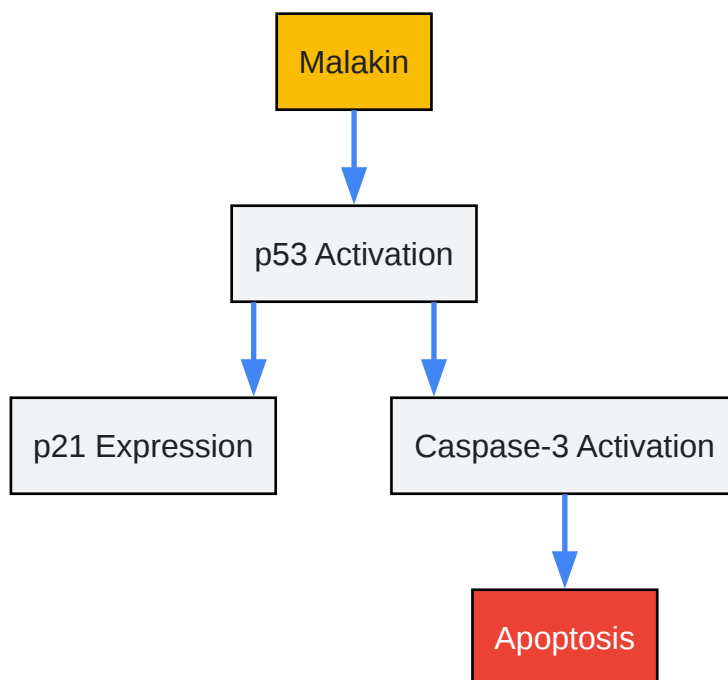 Malakin
p53 Activation
p21 Expression
Caspase-3 Activation
Apoptosis